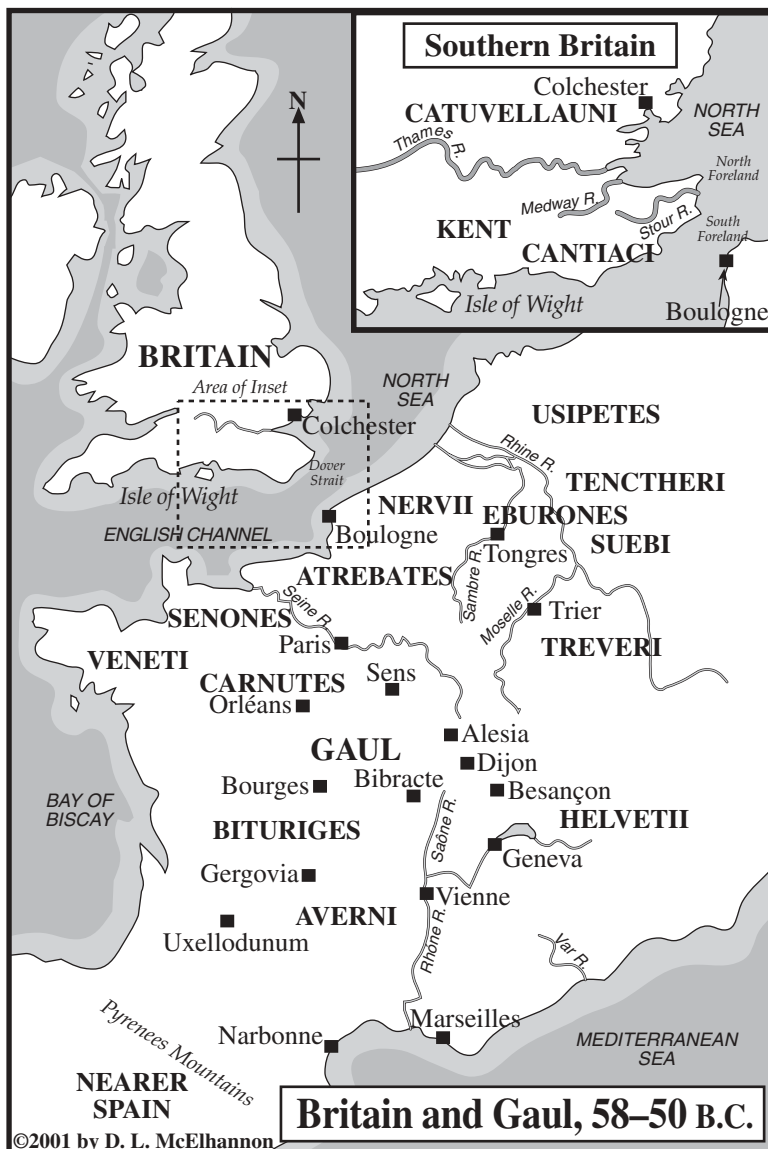 Southern Britain
Colchester
CATUVELLAUNI
NORTH
SEA
Thames R.
North
Foreland
Medway R.
Stour R.
KENT
South
Foreland
CANTIACI
Isle of Wight
Boulogne
N
BRITAIN
Area of Inset
NORTH
SEA
Colchester
USIPETES
Rhine R.
Dover
Strait
TENCTHERI
Isle of Wight
NERVII
EBURONES
ENGLISH CHANNEL
Boulogne
Tongres
SUEBI
ATREBATES
Sambre R.
Seine R.
Moselle R.
SENONES
Trier
Paris
TREVERI
VENETI
CARNUTES
Sens
Orléans
Alesia
GAUL
Dijon
Bourges
Bibracte
Besançon
BAY OF
BISCAY
Saône R.
HELVETII
BITURIGES
Geneva
Gergovia
Vienne
AVERNI
Uxellodunum
Rhône R.
Var R.
Pyrenees Mountains
Narbonne
Marseilles
MEDITERRANEAN
SEA
NEARER
SPAIN
Britain and Gaul, 58–50 B.C.
©2001 by D. L. McElhannon